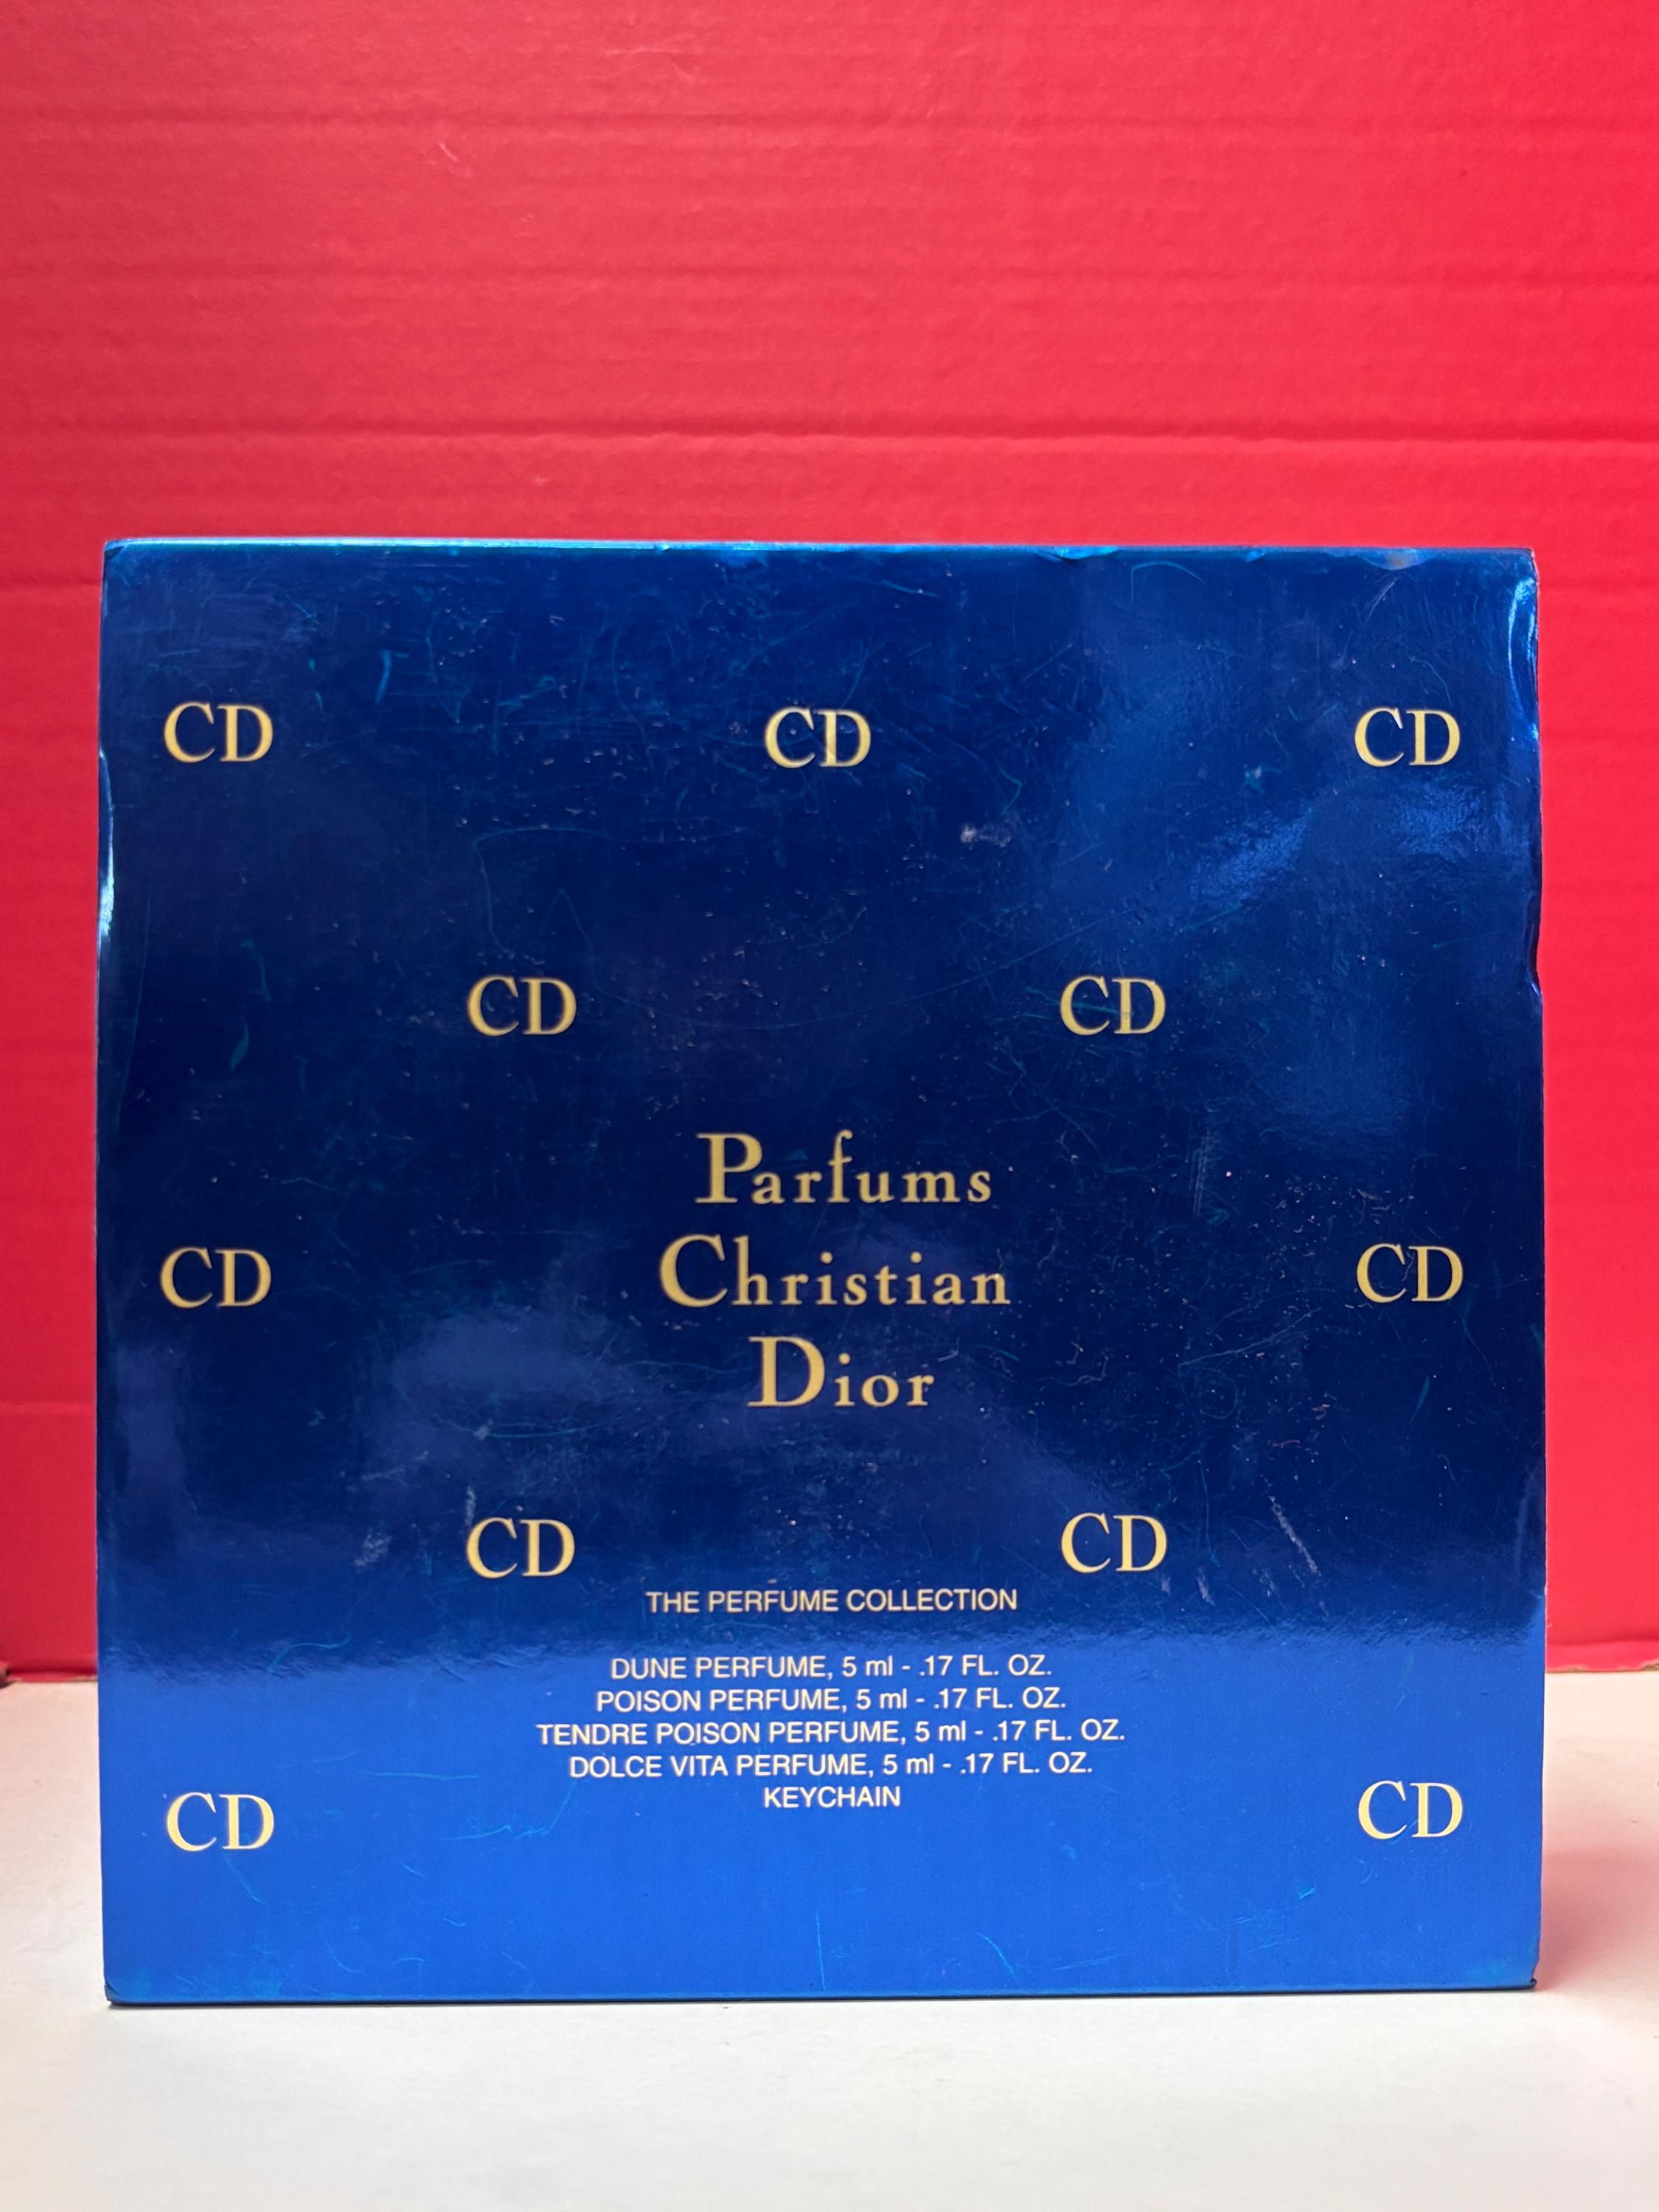 CD CD CD
CD CD
Parfums
CD Christian CD
Dior
CD CD
THE PERFUME COLLECTION
DUNE PERFUME, 5 ml - .17 FL. OZ.
POISON PERFUME, 5 ml - .17 FL. OZ.
TENDRE POISON PERFUME, 5 ml - .17 FL. OZ.
DOLCE VITA PERFUME, 5 ml - .17 FL. OZ.
KEYCHAIN
CD CD